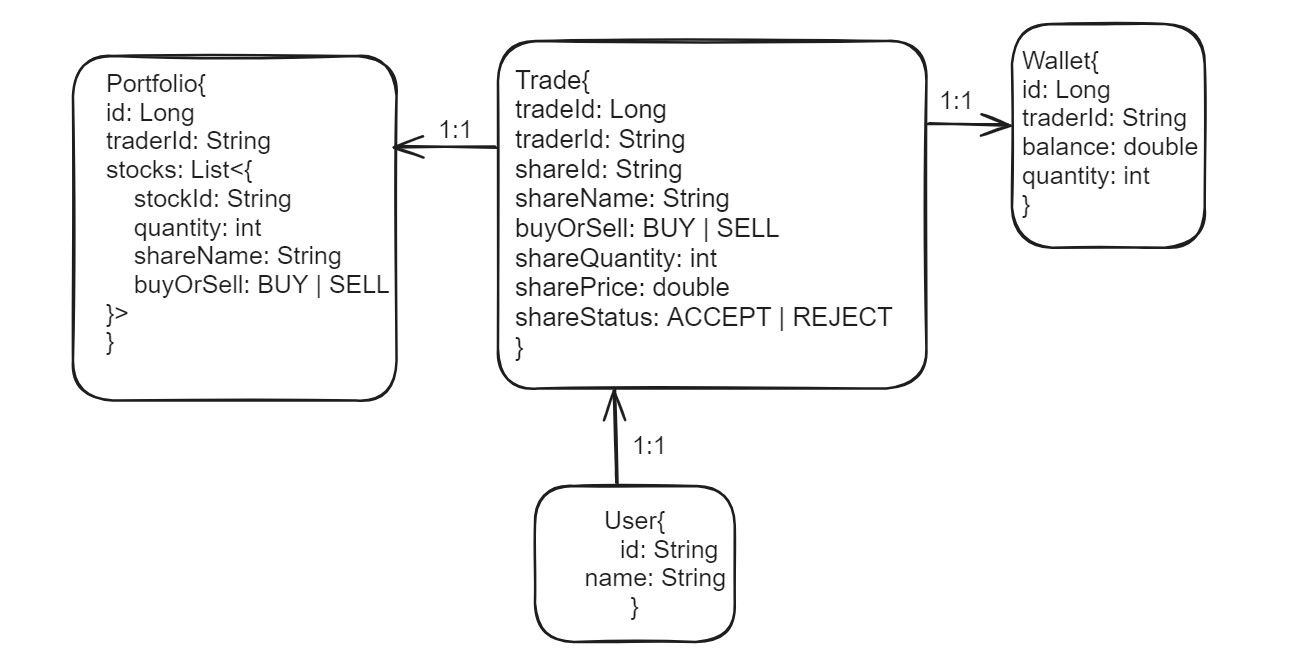 Portfolio{
id: Long
traderId: String
stocks: List<{
stockId: String
quantity: int
shareName: String
buyOrSell: BUY | SELL
}>
}
1:1
Trade{
tradeId: Long
traderId: String
shareId: String
shareName: String
buyOrSell: BUY | SELL
shareQuantity: int
sharePrice: double
shareStatus: ACCEPT | REJECT
}
1:1
Wallet{
id: Long
traderId: String
balance: double
quantity: int
}
1:1
User{
id: String
name: String
}